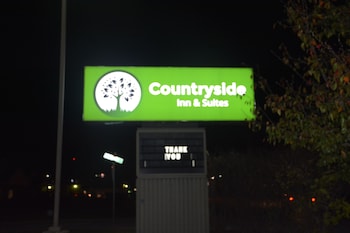 Countryside
Inn & Suites
THANK
YOU